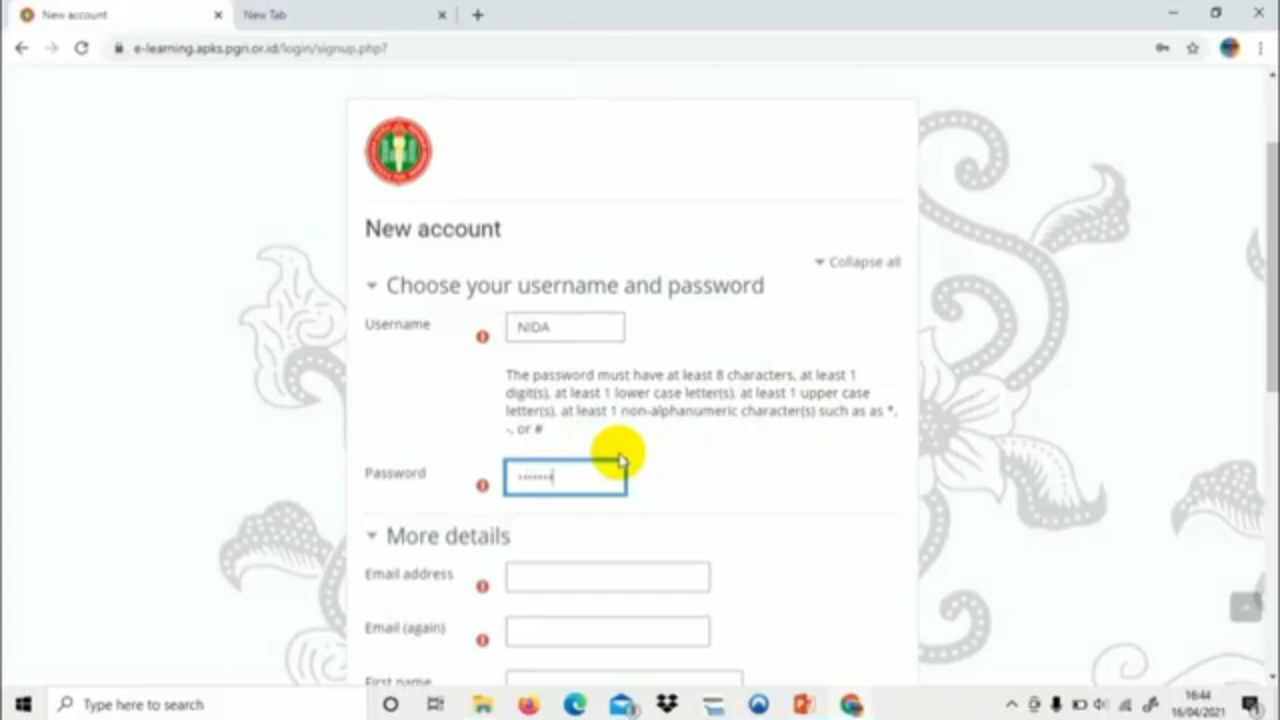 New account
New Tab
e-learning.apks.pgri.or.id/login/signup.php?
New account
Collapse all
Choose your username and password
Username
NIDA
The password must have at least 8 characters, at least 1
digit(s), at least 1 lower case letter(s), at least 1 upper case
letter(s), at least 1 non-alphanumeric character(s) such as as *,
-, or #
Password
More details
Email address
Email (again)
First name
Type here to search
16:44
16/04/2021